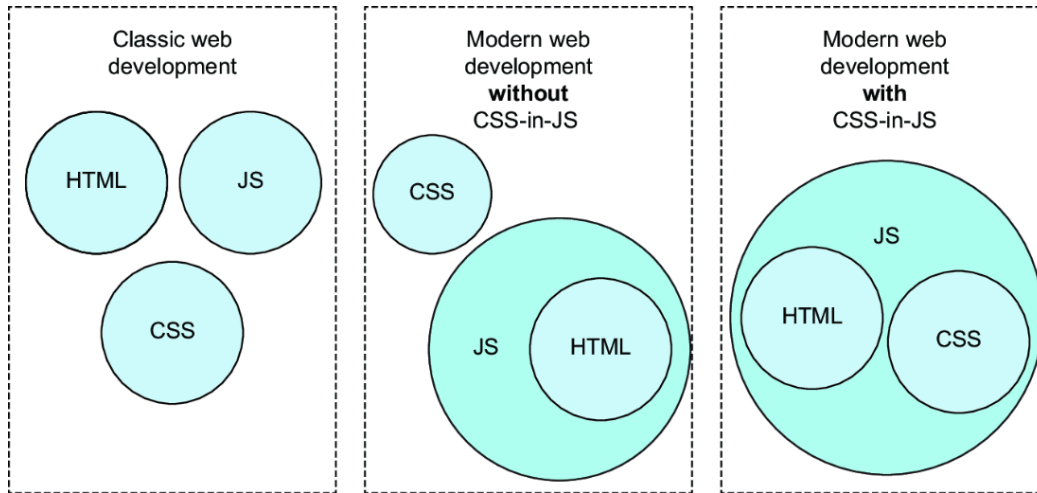 Classic web
development
HTML
JS
CSS
Modern web
development
without
CSS-in-JS
CSS
JS
HTML
Modern web
development
with
CSS-in-JS
JS
HTML
CSS